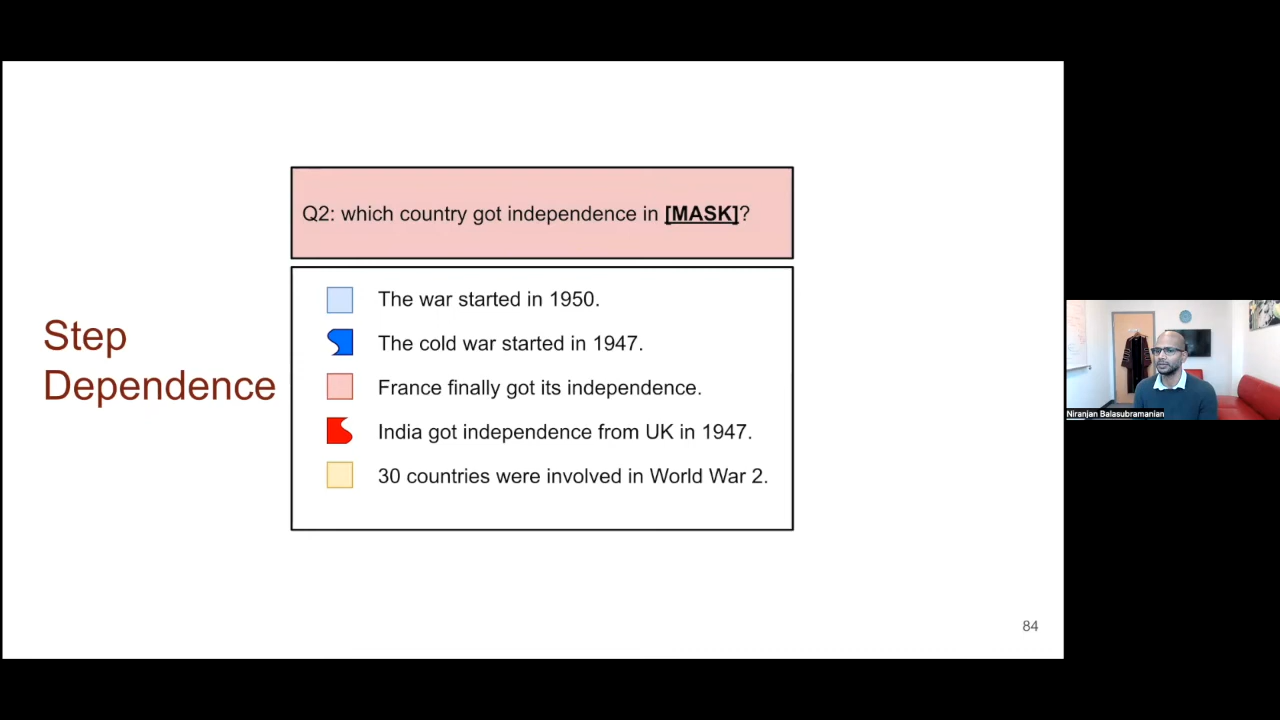 Q2: which country got independence in [MASK]?
Step
Dependence
The war started in 1950.
The cold war started in 1947.
France finally got its independence.
India got independence from UK in 1947.
30 countries were involved in World War 2.
84
Niranjan Balasubramanian